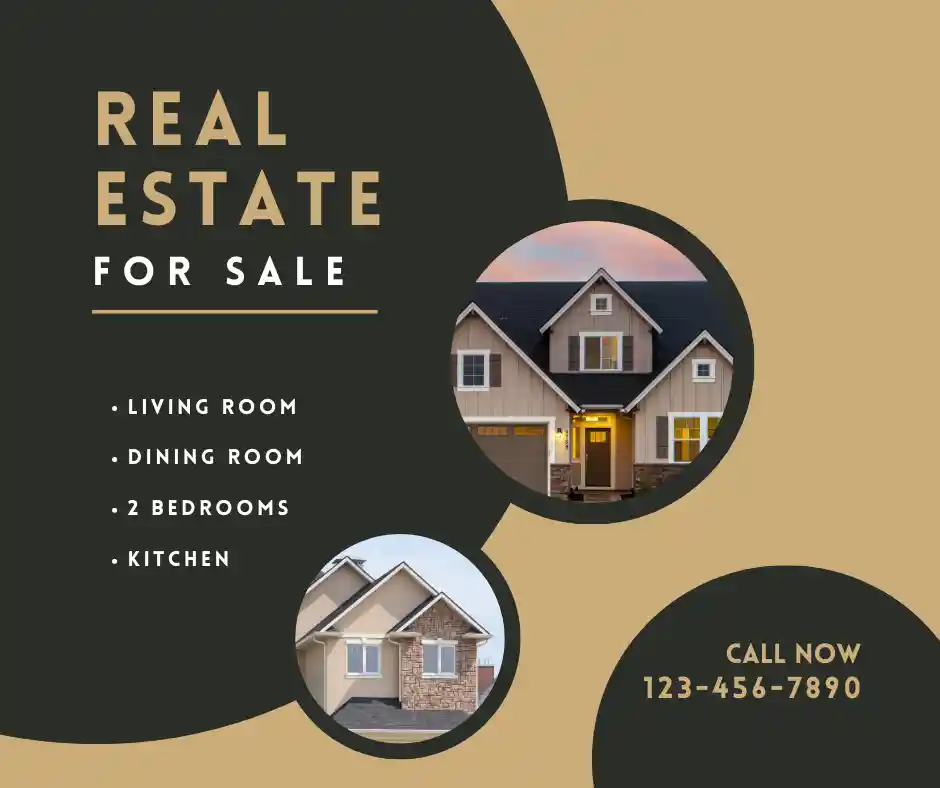 REAL
ESTATE
FOR SALE
• LIVING ROOM
• DINING ROOM
• 2 BEDROOMS
• KITCHEN
CALL NOW
123-456-7890